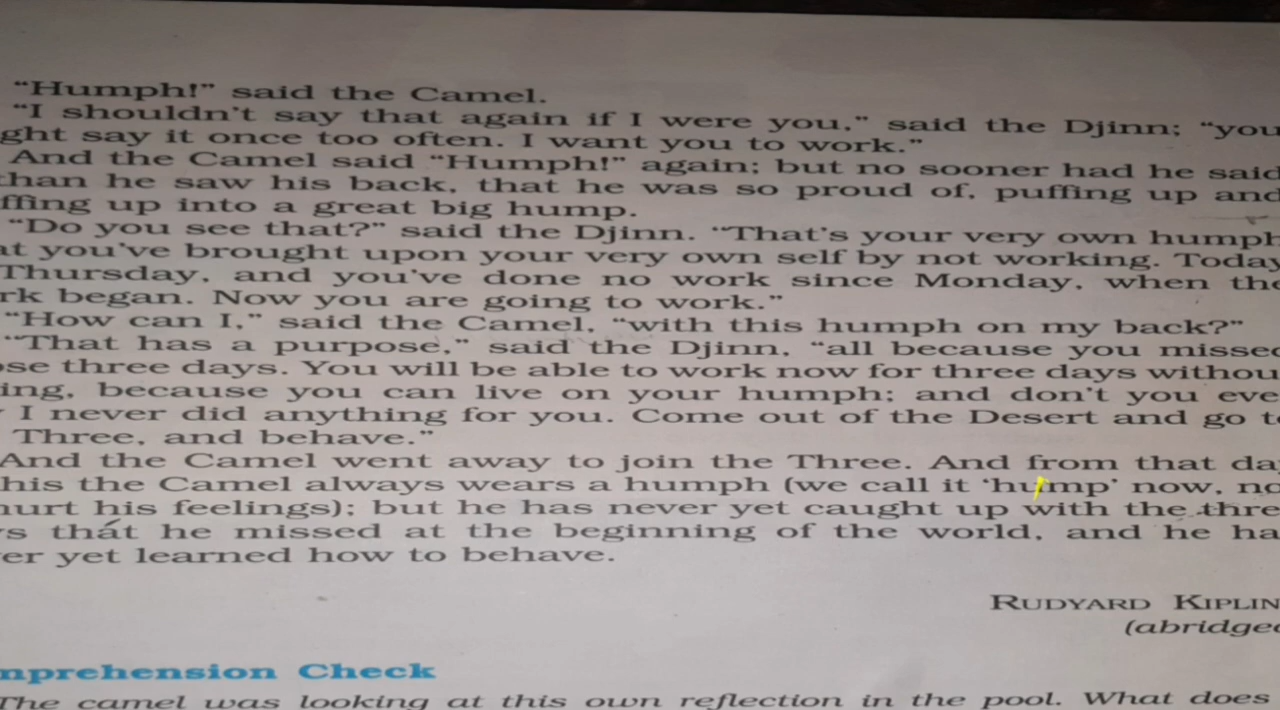 “Humph!” said the Camel.
“I shouldn’t say that again if I were you,” said the Djinn; “you
ght say it once too often. I want you to work.”
And the Camel said “Humph!” again; but no sooner had he said
than he saw his back, that he was so proud of, puffing up and
ffing up into a great big hump.
“Do you see that?” said the Djinn. “That’s your very own humph
at you’ve brought upon your very own self by not working. Today
Thursday, and you’ve done no work since Monday, when the
rk began. Now you are going to work.”
“How can I,” said the Camel, “with this humph on my back?”
“That has a purpose,” said the Djinn, “all because you missed
ose three days. You will be able to work now for three days withou
ing, because you can live on your humph; and don’t you eve
I never did anything for you. Come out of the Desert and go to
Three, and behave.”
And the Camel went away to join the Three. And from that da
his the Camel always wears a humph (we call it ‘hump’ now, no
hurt his feelings); but he has never yet caught up with the thre
s that he missed at the beginning of the world, and he ha
er yet learned how to behave.
RUDYARD KIPLIN
(abridged
mprehension Check
The camel was looking at this own reflection in the pool. What does